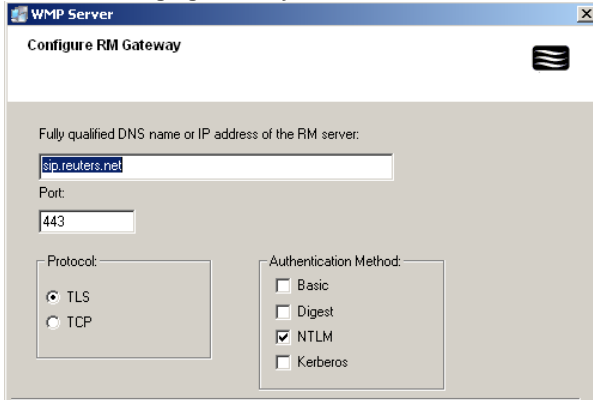 WMP Server
Configure RM Gateway
Fully qualified DNS name or IP address of the RM server:
sip.reuters.net
Port:
443
Protocol:
TLS
TCP
Authentication Method:
Basic
Digest
NTLM
Kerberos